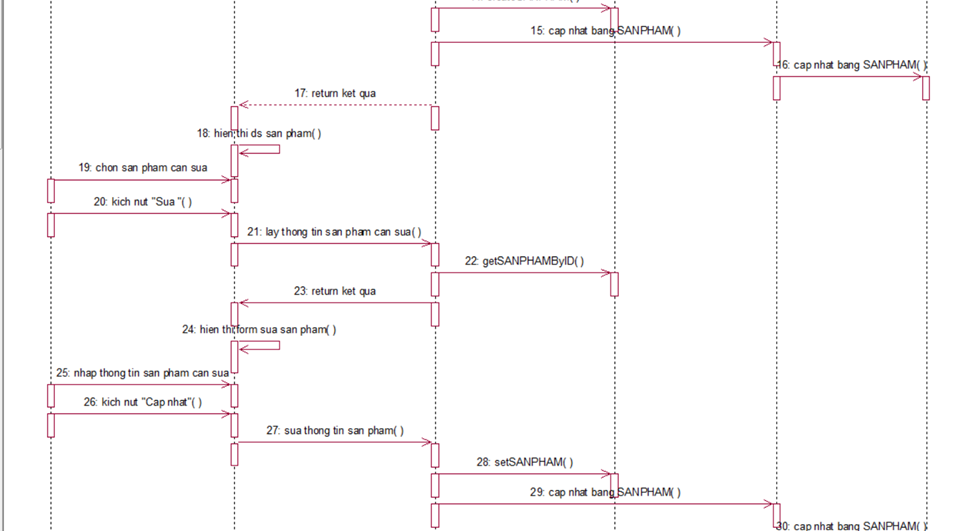 15: cap nhat bang SANPHAM( )
16: cap nhat bang SANPHAM( )
17: return ket qua
18: hien thi ds san pham( )
19: chon san pham can sua
20: kich nut "Sua "( )
21: lay thong tin san pham can sua( )
22: getSANPHAMByID( )
23: return ket qua
24: hien thi form sua san pham( )
25: nhap thong tin san pham can sua
26: kich nut "Cap nhat"( )
27: sua thong tin san pham( )
28: setSANPHAM( )
29: cap nhat bang SANPHAM( )
30: cap nhat bang SANPHAM( )